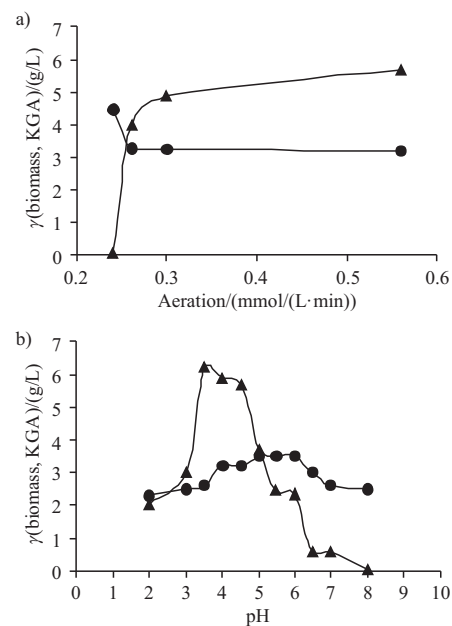 a)
7
6
5
4
3
2
1
0
0.2 0.3 0.4 0.5 0.6
γ(biomass, KGA)/(g/L)
Aeration/(mmol/(L·min))
b)
7
6
5
4
3
2
1
0
0 1 2 3 4 5 6 7 8 9 10
γ(biomass, KGA)/(g/L)
pH